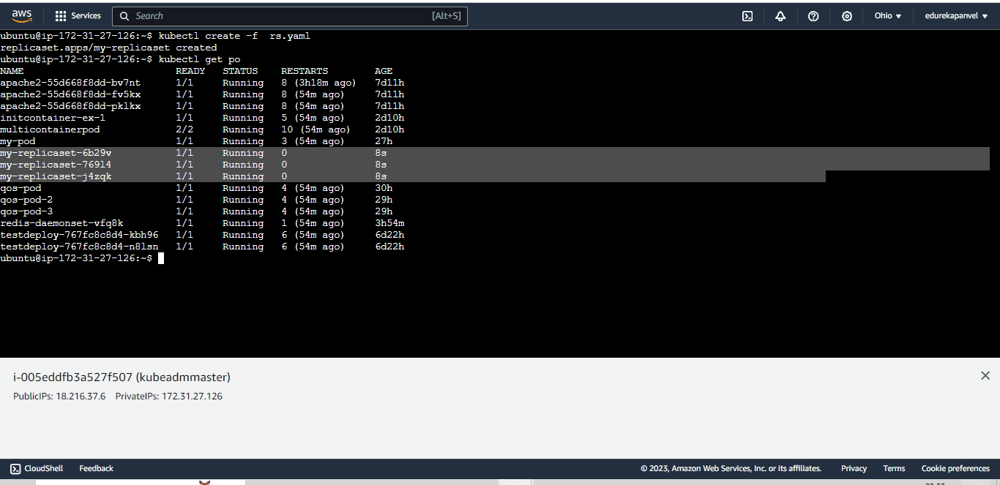 aws Services Search [Alt+S] Ohio edurekapanvel
ubuntu@ip-172-31-27-126:~$ kubectl create -f  rs.yaml
replicaset.apps/my-replicaset created
ubuntu@ip-172-31-27-126:~$ kubectl get po
NAME READY STATUS RESTARTS AGE
apache2-55d668f8dd-bv7nt 1/1 Running 8 (3h18m ago) 7d11h
apache2-55d668f8dd-fv5kx 1/1 Running 8 (54m ago) 7d11h
apache2-55d668f8dd-pklkx 1/1 Running 8 (54m ago) 7d11h
initcontainer-ex-1 1/1 Running 5 (54m ago) 2d10h
multicontainerpod 2/2 Running 10 (54m ago) 2d10h
my-pod 1/1 Running 3 (54m ago) 27h
my-replicaset-6b29v 1/1 Running 0 8s
my-replicaset-769l4 1/1 Running 0 8s
my-replicaset-j4zqk 1/1 Running 0 8s
qos-pod 1/1 Running 4 (54m ago) 30h
qos-pod-2 1/1 Running 4 (54m ago) 29h
qos-pod-3 1/1 Running 4 (54m ago) 29h
redis-daemonset-vfq8k 1/1 Running 1 (54m ago) 3h54m
testdeploy-767fc8c8d4-kbh96 1/1 Running 6 (54m ago) 6d22h
testdeploy-767fc8c8d4-n8lsn 1/1 Running 6 (54m ago) 6d22h
ubuntu@ip-172-31-27-126:~$
i-005eddfb3a527f507 (kubeadmmaster)
PublicIPs: 18.216.37.6 PrivateIPs: 172.31.27.126
CloudShell Feedback © 2023, Amazon Web Services, Inc. or its affiliates. Privacy Terms Cookie preferences